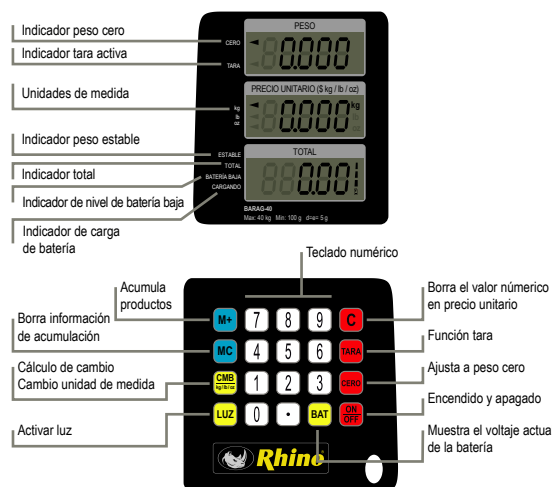 Indicador peso cero
Indicador tara activa
Unidades de medida
Indicador peso estable
Indicador total
Indicador de nivel de batería baja
Indicador de carga
de batería
PESO
CERO
TARA
0.000
PRECIO UNITARIO ($ kg / lb / oz)
kg
lb
oz
0.000 kg
TOTAL
ESTABLE
TOTAL
BATERÍA BAJA
CARGANDO
0.00
BARAG-40
Max: 40 kg Min: 100 g d=e= 5 g
Teclado numérico
Acumula
productos
Borra información
de acumulación
Cálculo de cambio
Cambio unidad de medida
Activar luz
M+ 7 8 9 C
MC 4 5 6 TARA
CMB kg/lb/oz 1 2 3 CERO
LUZ 0 • BAT ON OFF
Rhino
Borra el valor númerico
en precio unitario
Función tara
Ajusta a peso cero
Encendido y apagado
Muestra el voltaje actua
de la batería